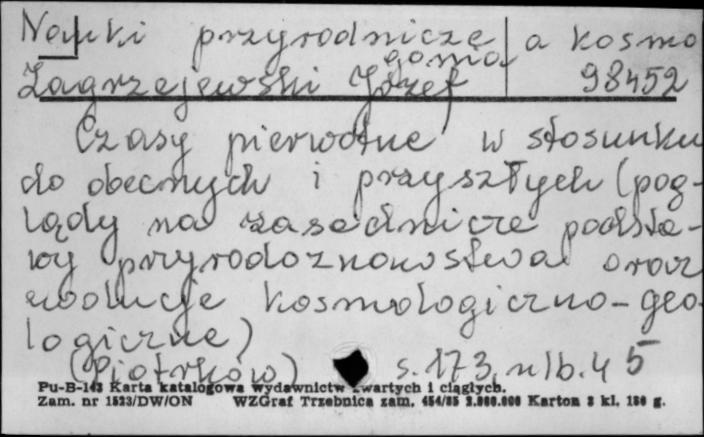 Nauki przyrodnicze a kosmo
gonia
Zagrzejewski Józef 98452
Czasy pierwotne w stosunku
do obecnych i przyszłych (pog-
lądy na zasadnicze podsta-
wy przyrodoznawstwa oraz
ewolucje kosmologiczno-geo
logiczne)
(Piotrków) s. 173, nlb. 45
Pu-B-143 Karta katalogowa wydawnictw zwartych i ciągłych.
Zam. nr 1523/DW/ON WZGraf Trzebnica zam. 454/85 2.000.000 Karton 3 kl. 180 g.